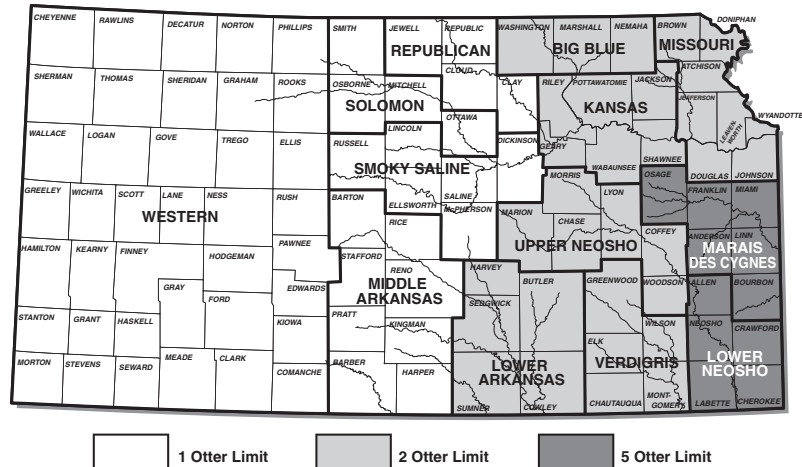 CHEYENNE RAWLINS DECATUR NORTON PHILLIPS SMITH JEWELL REPUBLIC WASHINGTON MARSHALL NEMAHA BROWN DONIPHAN
REPUBLICAN BIG BLUE MISSOURI
ATCHISON
CLOUD
SHERMAN THOMAS SHERIDAN GRAHAM ROOKS OSBORNE MITCHELL CLAY RILEY POTTAWATOMIE JACKSON
JEFFERSON
SOLOMON KANSAS
OTTAWA WYANDOTTE
WALLACE LOGAN GOVE TREGO ELLIS RUSSELL LINCOLN DICKINSON GEARY LEAVEN-
WORTH
WABAUNSEE SHAWNEE
SMOKY SALINE
MORRIS OSAGE DOUGLAS JOHNSON
GREELEY WICHITA SCOTT LANE NESS RUSH BARTON ELLSWORTH SALINE LYON FRANKLIN MIAMI
McPHERSON
WESTERN
RICE MARION CHASE
HAMILTON KEARNY FINNEY HODGEMAN PAWNEE STAFFORD COFFEY ANDERSON LINN
UPPER NEOSHO MARAIS
DES CYGNES
RENO HARVEY BUTLER GREENWOOD WOODSON ALLEN BOURBON
MIDDLE
ARKANSAS
GRAY FORD EDWARDS
SEDGWICK
STANTON GRANT HASKELL KIOWA PRATT KINGMAN WILSON NEOSHO CRAWFORD
ELK
MORTON STEVENS SEWARD MEADE CLARK COMANCHE BARBER HARPER
LOWER
ARKANSAS
VERDIGRIS LOWER
NEOSHO
SUMNER COWLEY CHAUTAUQUA MONT-
GOMERY LABETTE CHEROKEE
1 Otter Limit 2 Otter Limit 5 Otter Limit